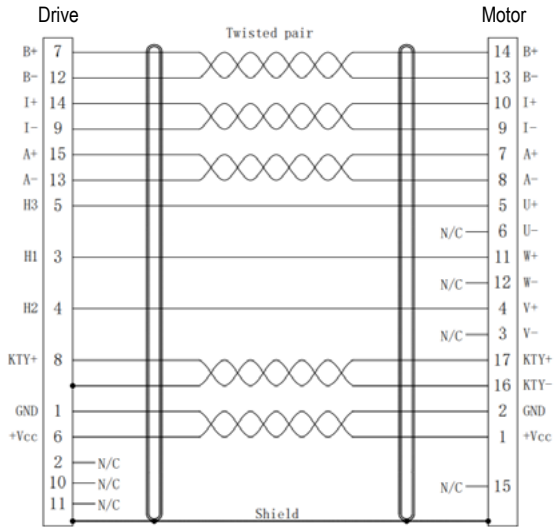 Drive Motor
Twisted pair
B+ 7 14 B+
B- 12 13 B-
I+ 14 10 I+
I- 9 9 I-
A+ 15 7 A+
A- 13 8 A-
H3 5 5 U+
N/C 6 U-
H1 3 11 W+
N/C 12 W-
H2 4 4 V+
N/C 3 V-
KTY+ 8 17 KTY+
16 KTY-
GND 1 2 GND
+Vcc 6 1 +Vcc
2 N/C
10 N/C N/C 15
11 N/C
Shield